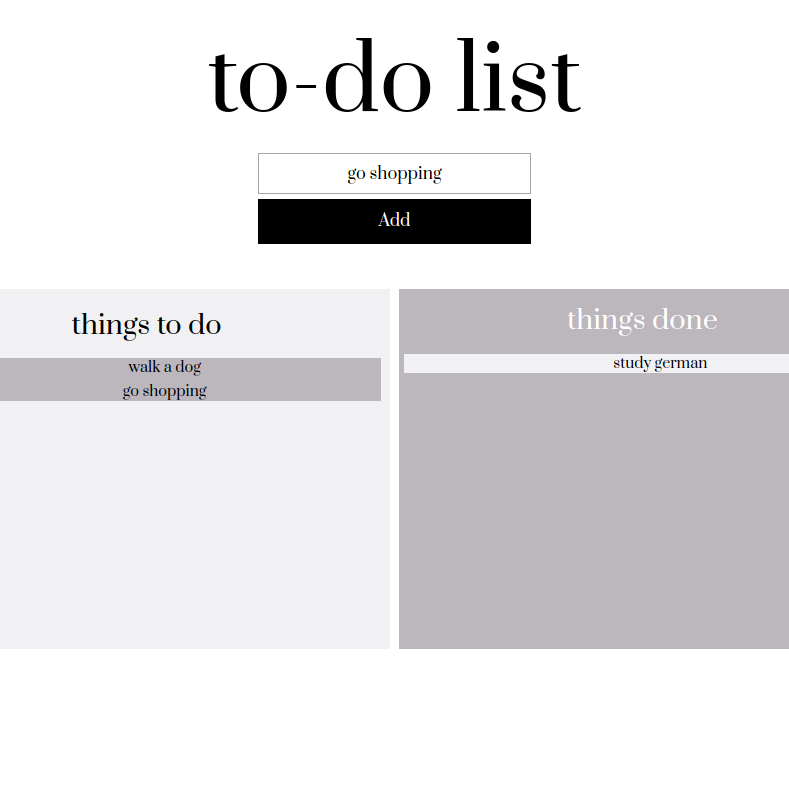 to-do list
go shopping
Add
things to do
walk a dog
go shopping
things done
study german